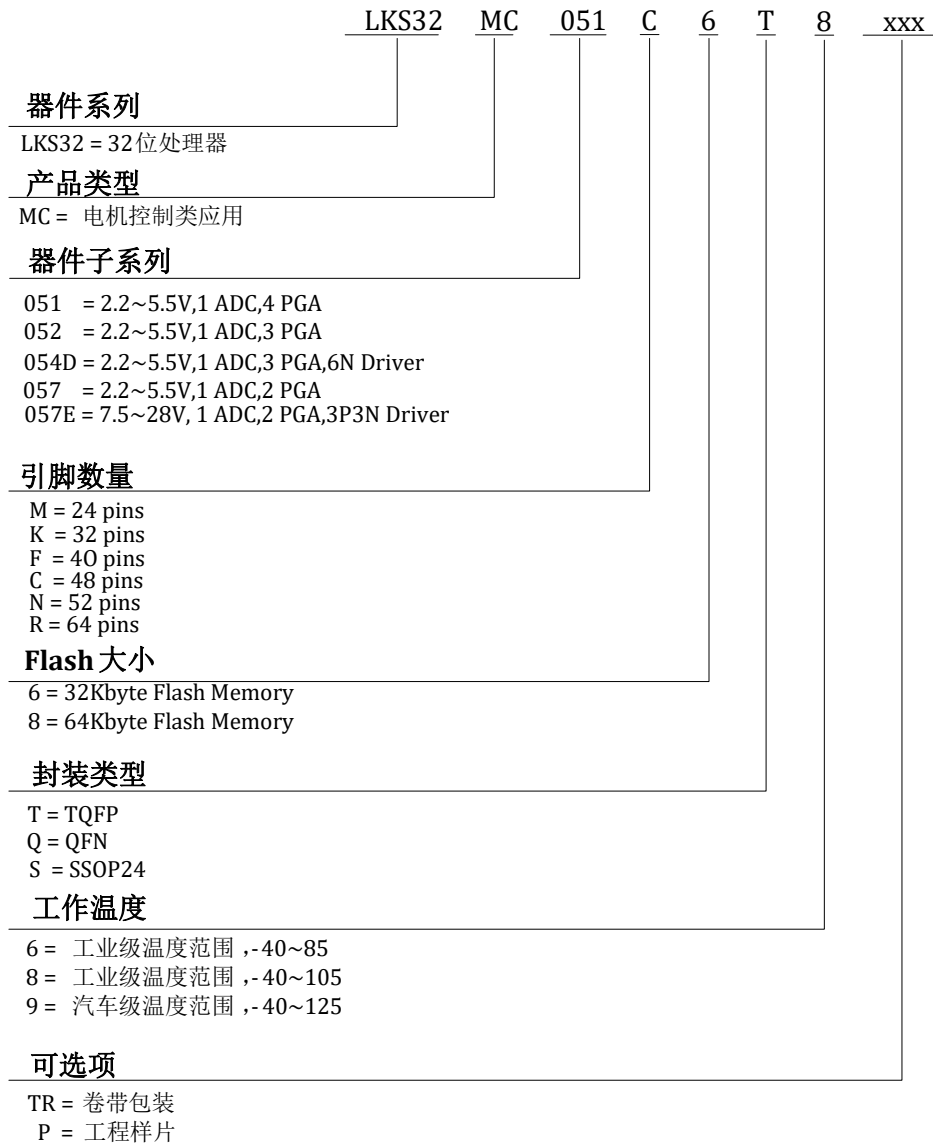 LKS32 MC 051 C 6 T 8 xxx
器件系列
LKS32 = 32位处理器
产品类型
MC = 电机控制类应用
器件子系列
051 = 2.2~5.5V,1 ADC,4 PGA
052 = 2.2~5.5V,1 ADC,3 PGA
054D = 2.2~5.5V,1 ADC,3 PGA,6N Driver
057 = 2.2~5.5V,1 ADC,2 PGA
057E = 7.5~28V, 1 ADC,2 PGA,3P3N Driver
引脚数量
M = 24 pins
K = 32 pins
F = 40 pins
C = 48 pins
N = 52 pins
R = 64 pins
Flash 大小
6 = 32Kbyte Flash Memory
8 = 64Kbyte Flash Memory
封装类型
T = TQFP
Q = QFN
S = SSOP24
工作温度
6 = 工业级温度范围，-40~85
8 = 工业级温度范围，-40~105
9 = 汽车级温度范围，-40~125
可选项
TR = 卷带包装
P = 工程样片